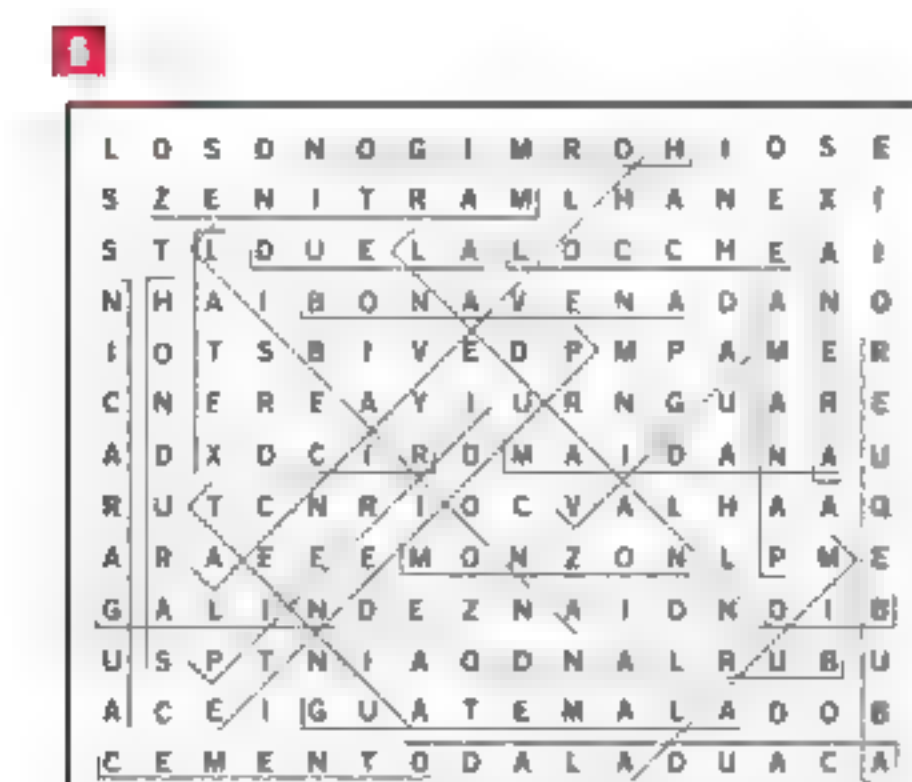 6
L O S D N O G I M R O H I O S E
S Z E N I T R A M L H A N E X I
S T I D U E L A L O C C H E A I
N H A I B O N A V E N A D A N O
I O T S B I V E D P M P A M E R
C N E R E A Y I U R N G U A R E
A D X D C I R O M A I D A N A U
R U T C N R I O C V A L H A A Q
A R A E E E M O N Z O N L P M E
G A L I N D E Z N A I D N O I B
U S P T N I A Q D N A L R U B U
A C E I G U A T E M A L A D O B
C E M E N T O D A L A D U A C A